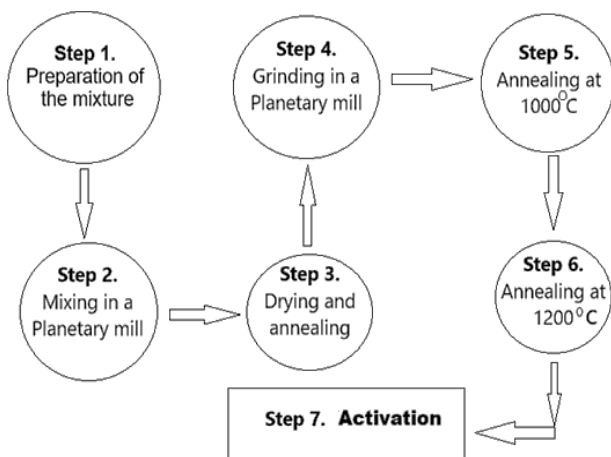 Step 1.
Preparation of
the mixture
Step 2.
Mixing in a
Planetary mill
Step 3.
Drying and
annealing
Step 4.
Grinding in a
Planetary mill
Step 5.
Annealing at
1000°C
Step 6.
Annealing at
1200°C
Step 7. Activation